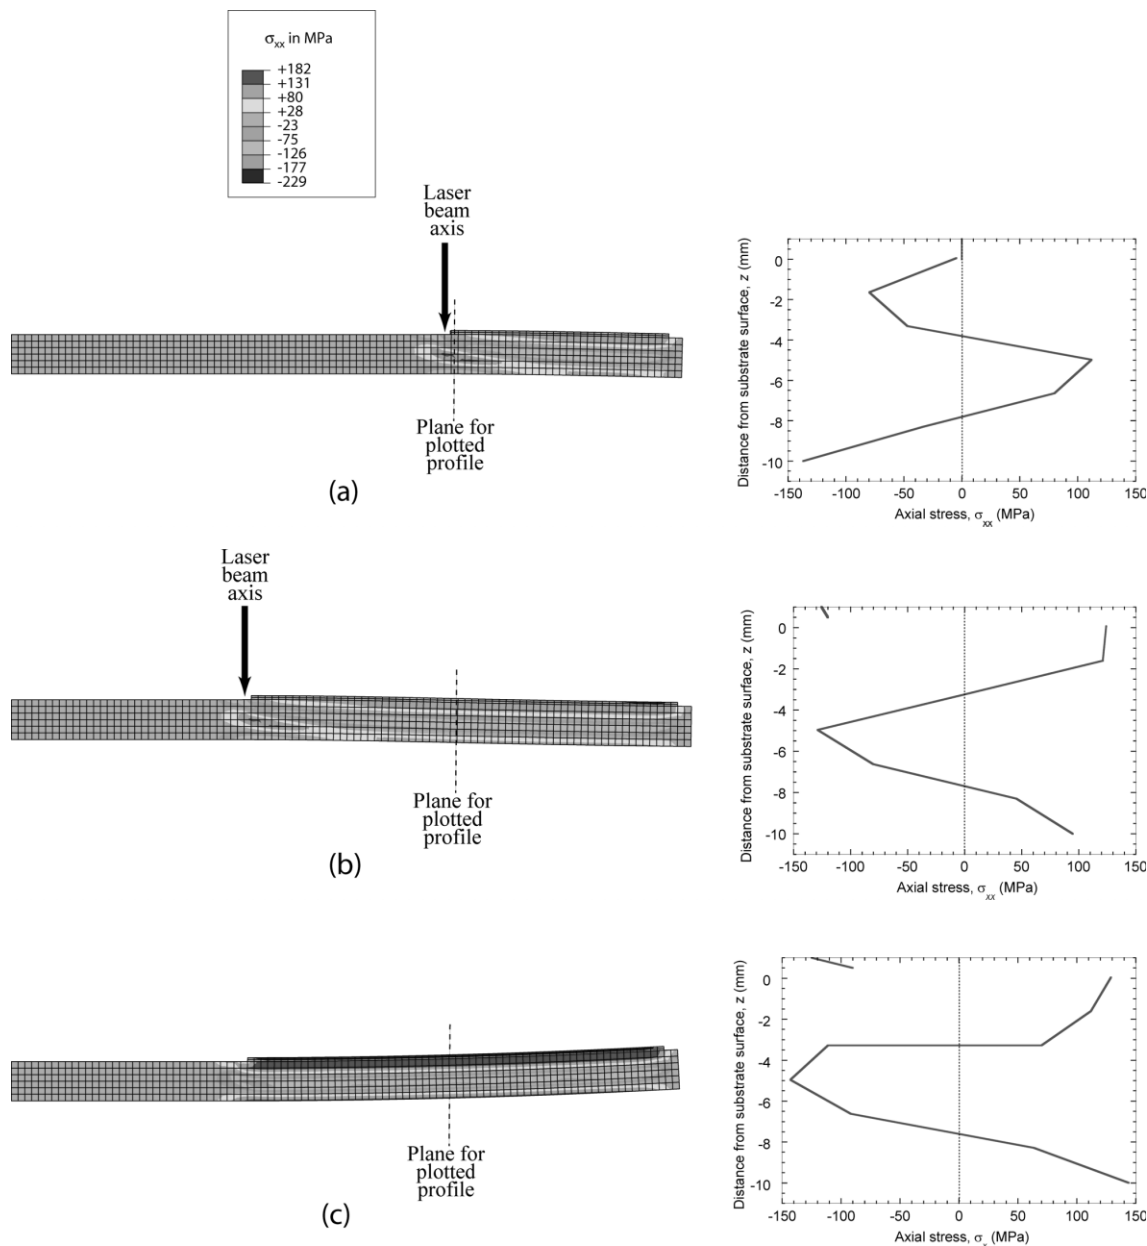 σxx in MPa
+182
+131
+80
+28
-23
-75
-126
-177
-229
Laser
beam
axis
Plane for
plotted
profile
(a)
Distance from substrate surface, z (mm)
0
-2
-4
-6
-8
-10
-150
-100
-50
0
50
100
150
Axial stress, σxx (MPa)
Laser
beam
axis
Plane for
plotted
profile
(b)
Distance from substrate surface, z (mm)
0
-2
-4
-6
-8
-10
-150
-100
-50
0
50
100
150
Axial stress, σxx (MPa)
Plane for
plotted
profile
(c)
Distance from substrate surface, z (mm)
0
-2
-4
-6
-8
-10
-150
-100
-50
0
50
100
150
Axial stress, σx (MPa)